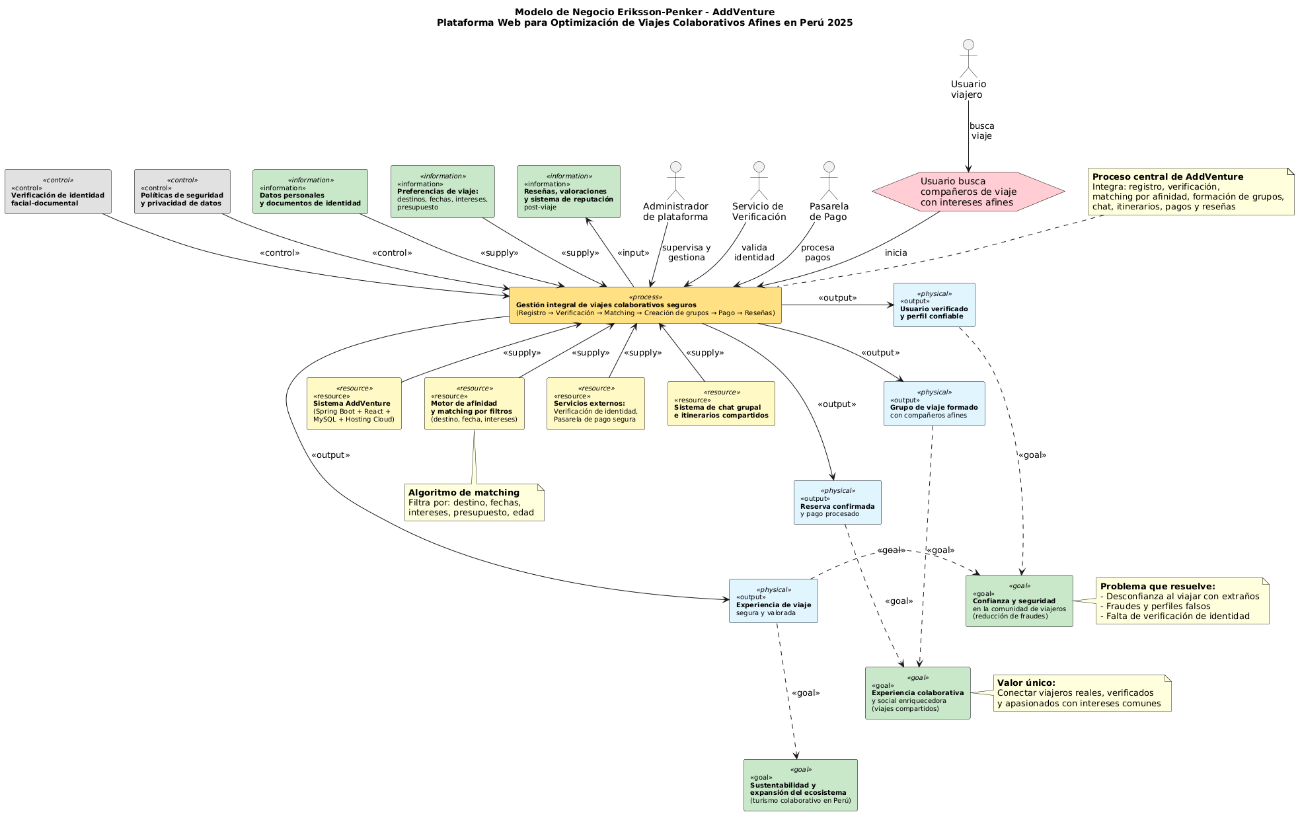 Modelo de Negocio Eriksson-Penker - AddVenture
Plataforma Web para Optimización de Viajes Colaborativos Afines en Perú 2025
Usuario
viajero
busca
viaje
«control»
«control»
Verificación de identidad
facial-documental
«control»
«control»
Políticas de seguridad
y privacidad de datos
«information»
«information»
Datos personales
y documentos de identidad
«information»
«information»
Preferencias de viaje:
destinos, fechas, intereses,
presupuesto
«information»
«information»
Reseñas, valoraciones
y sistema de reputación
post-viaje
Administrador
de plataforma
Servicio de
Verificación
Pasarela
de Pago
Usuario busca
compañeros de viaje
con intereses afines
Proceso central de AddVenture
Integra: registro, verificación,
matching por afinidad, formación de grupos,
chat, itinerarios, pagos y reseñas
«control»
«control»
«supply»
«supply»
«input»
supervisa y
gestiona
valida
identidad
procesa
pagos
inicia
«process»
Gestión integral de viajes colaborativos seguros
(Registro → Verificación → Matching → Creación de grupos → Pago → Reseñas)
«output»
«physical»
«output»
Usuario verificado
y perfil confiable
«supply»
«supply»
«supply»
«supply»
«output»
«resource»
«resource»
Sistema AddVenture
(Spring Boot + React +
MySQL + Hosting Cloud)
«resource»
«resource»
Motor de afinidad
y matching por filtros
(destino, fecha, intereses)
«resource»
«resource»
Servicios externos:
Verificación de identidad,
Pasarela de pago segura
«resource»
«resource»
Sistema de chat grupal
e itinerarios compartidos
«output»
«physical»
«output»
Grupo de viaje formado
con compañeros afines
«output»
«goal»
Algoritmo de matching
Filtra por: destino, fechas,
intereses, presupuesto, edad
«physical»
«output»
Reserva confirmada
y pago procesado
«goal»
«goal»
«physical»
«output»
Experiencia de viaje
segura y valorada
«goal»
«goal»
«goal»
Confianza y seguridad
en la comunidad de viajeros
(reducción de fraudes)
Problema que resuelve:
- Desconfianza al viajar con extraños
- Fraudes y perfiles falsos
- Falta de verificación de identidad
«goal»
«goal»
«goal»
Experiencia colaborativa
y social enriquecedora
(viajes compartidos)
Valor único:
Conectar viajeros reales, verificados
y apasionados con intereses comunes
«goal»
«goal»
Sustentabilidad y
expansión del ecosistema
(turismo colaborativo en Perú)